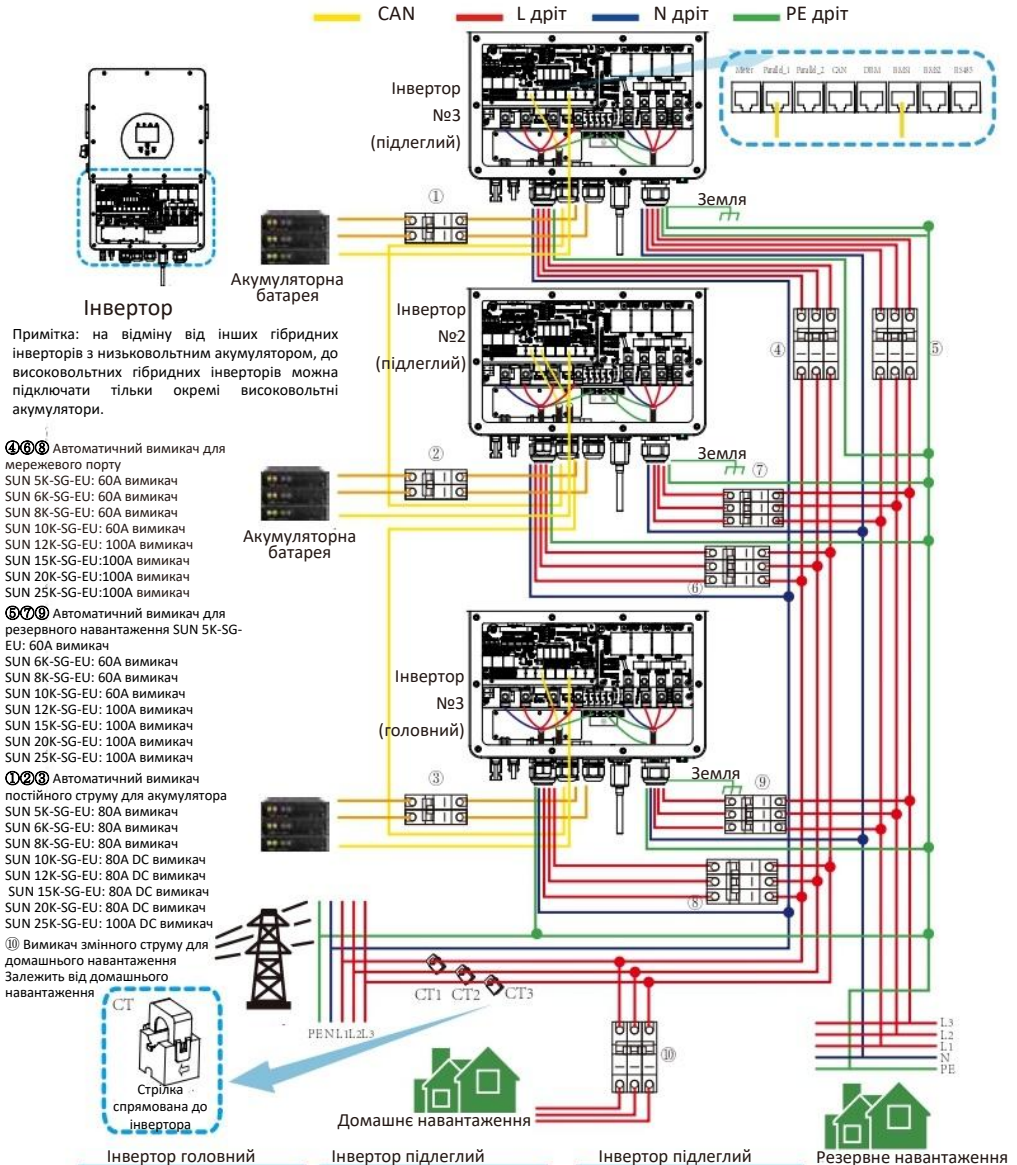 CAN L дріт N дріт PE дріт
Meter Parallel_1 Parallel_2 CAN DRM BMS1 BMS2 RS485
Інвертор
№3
(підлеглий)
Земля
①
Акумуляторна
батарея
Інвертор
Примітка: на відміну від інших гібридних
інверторів з низьковольтним акумулятором, до
високовольтних гібридних інверторів можна
підключати тільки окремі високовольтні
акумулятори.
Інвертор
№2
(підлеглий)
④
⑤
②
Земля
⑦
Акумуляторна
батарея
⑥
④⑥⑧ Автоматичний вимикач для
мережевого порту
SUN 5K-SG-EU: 60A вимикач
SUN 6K-SG-EU: 60A вимикач
SUN 8K-SG-EU: 60A вимикач
SUN 10K-SG-EU: 60A вимикач
SUN 12K-SG-EU: 100A вимикач
SUN 15K-SG-EU:100A вимикач
SUN 20K-SG-EU:100A вимикач
SUN 25K-SG-EU:100A вимикач
⑤⑦⑨ Автоматичний вимикач для
резервного навантаження SUN 5K-SG-
EU: 60A вимикач
SUN 6K-SG-EU: 60A вимикач
SUN 8K-SG-EU: 60A вимикач
SUN 10K-SG-EU: 60A вимикач
SUN 12K-SG-EU: 100A вимикач
SUN 15K-SG-EU: 100A вимикач
SUN 20K-SG-EU: 100A вимикач
SUN 25K-SG-EU: 100A вимикач
①②③ Автоматичний вимикач
постійного струму для акумулятора
SUN 5K-SG-EU: 80A вимикач
SUN 6K-SG-EU: 80A вимикач
SUN 8K-SG-EU: 80A вимикач
SUN 10K-SG-EU: 80A DC вимикач
SUN 12K-SG-EU: 80A DC вимикач
SUN 15K-SG-EU: 80A DC вимикач
SUN 20K-SG-EU: 80A DC вимикач
SUN 25K-SG-EU: 100A DC вимикач
⑩ Вимикач змінного струму для
домашнього навантаження
Залежить від домашнього
навантаження
Інвертор
№3
(головний)
③
Земля
⑨
⑧
CT1 CT2 CT3
PE N L1 L2 L3
CT
Стрілка
спрямована до
інвертора
⑩
Домашнє навантаження
L3
L2
L1
N
PE
Резервне навантаження
Інвертор головний Інвертор підлеглий Інвертор підлеглий